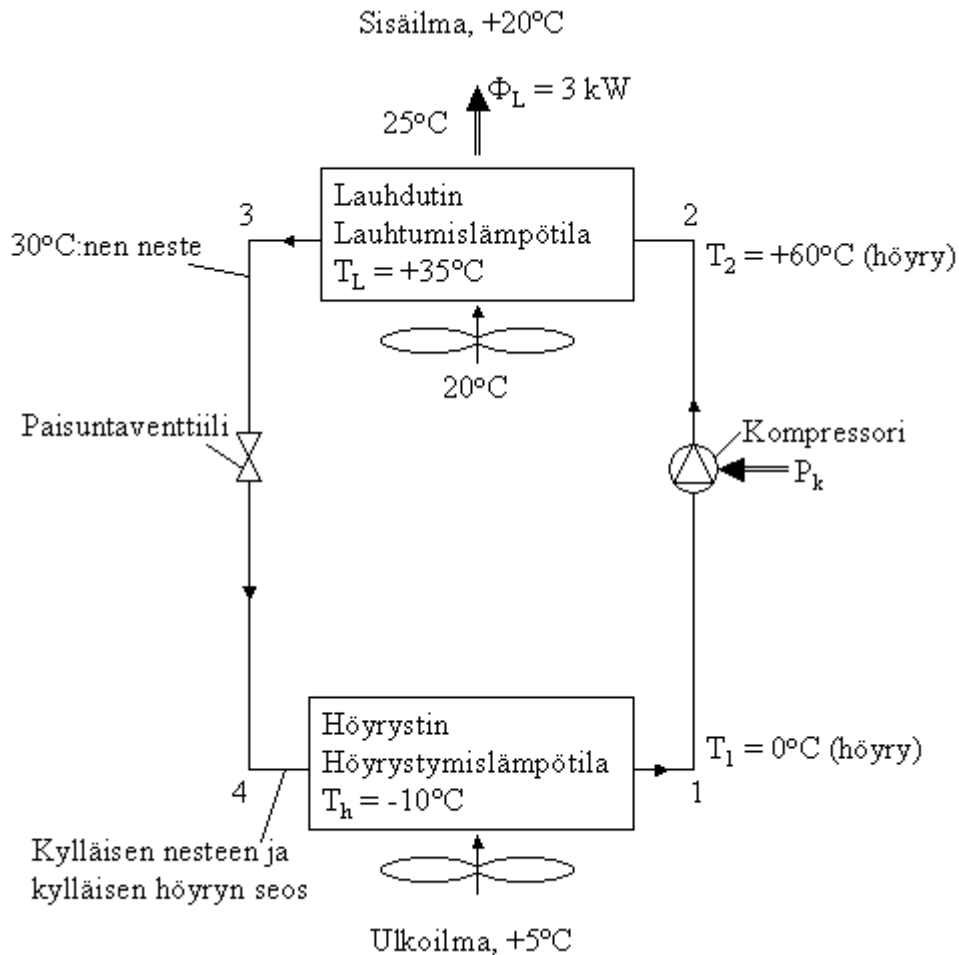 Sisäilma, +20°C
Φ_L = 3 kW
25°C
Lauhdutin
Lauhtumislämpötila
T_L = +35°C
3
2
30°C:nen neste
T_2 = +60°C (höyry)
20°C
Paisuntaventtiili
Kompressori
P_k
Höyrystin
Höyrystymislämpötila
T_h = -10°C
T_1 = 0°C (höyry)
4
1
Kylläisen nesteen ja
kylläisen höyryn seos
Ulkoilma, +5°C